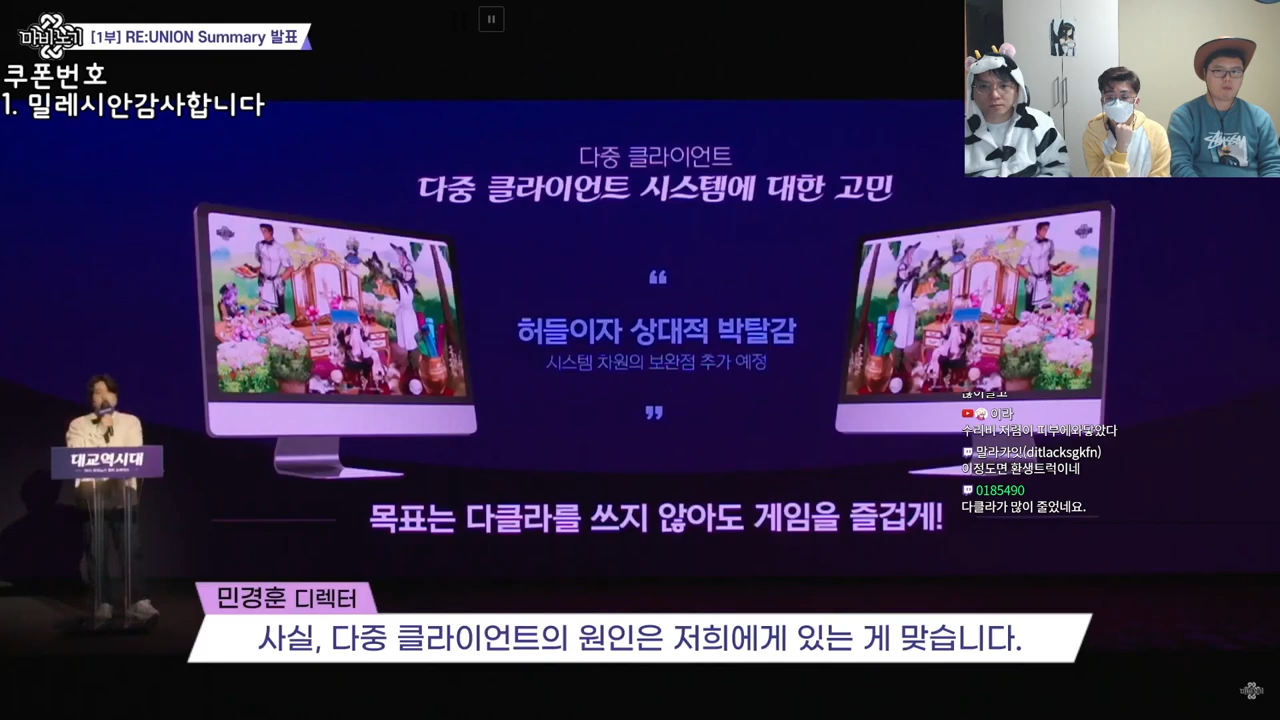 마비노기
[1부] RE:UNION Summary 발표
쿠폰번호
1. 밀레시안감사합니다
다중 클라이언트
다중 클라이언트 시스템에 대한 고민
“
허들이자 상대적 박탈감
시스템 차원의 보완점 추가 예정
”
목표는 다클라를 쓰지 않아도 게임을 즐겁게!
대교역시대
이라
수리비 저렴이 피부에와닿았다
말라가잇(ditlacksgkfn)
이정도면 환생트럭이네
0185490
다클라가 많이 줄었네요.
민경훈 디렉터
사실, 다중 클라이언트의 원인은 저희에게 있는 게 맞습니다.